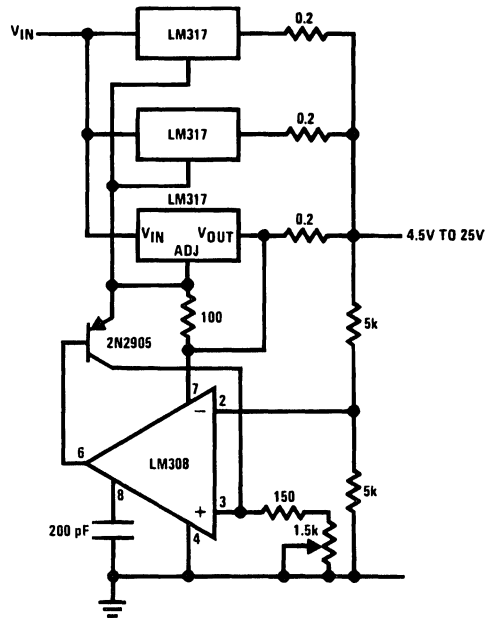 LM317
0.2
VIN
LM317
0.2
LM317
VIN
VOUT
ADJ
0.2
4.5V TO 25V
100
5k
2N2905
7
2
6
LM308
8
3
4
150
1.5k
5k
200 pF
−
+